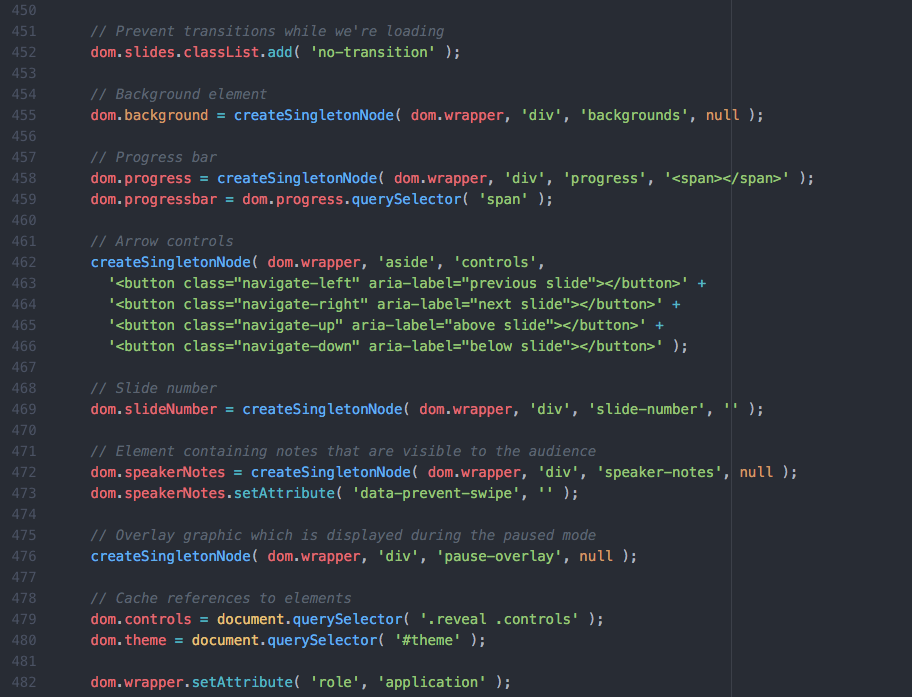 450
451 // Prevent transitions while we're loading
452 dom.slides.classList.add( 'no-transition' );
453
454 // Background element
455 dom.background = createSingletonNode( dom.wrapper, 'div', 'backgrounds', null );
456
457 // Progress bar
458 dom.progress = createSingletonNode( dom.wrapper, 'div', 'progress', '<span></span>' );
459 dom.progressbar = dom.progress.querySelector( 'span' );
460
461 // Arrow controls
462 createSingletonNode( dom.wrapper, 'aside', 'controls',
463 '<button class="navigate-left" aria-label="previous slide"></button>' +
464 '<button class="navigate-right" aria-label="next slide"></button>' +
465 '<button class="navigate-up" aria-label="above slide"></button>' +
466 '<button class="navigate-down" aria-label="below slide"></button>' );
467
468 // Slide number
469 dom.slideNumber = createSingletonNode( dom.wrapper, 'div', 'slide-number', '' );
470
471 // Element containing notes that are visible to the audience
472 dom.speakerNotes = createSingletonNode( dom.wrapper, 'div', 'speaker-notes', null );
473 dom.speakerNotes.setAttribute( 'data-prevent-swipe', '' );
474
475 // Overlay graphic which is displayed during the paused mode
476 createSingletonNode( dom.wrapper, 'div', 'pause-overlay', null );
477
478 // Cache references to elements
479 dom.controls = document.querySelector( '.reveal .controls' );
480 dom.theme = document.querySelector( '#theme' );
481
482 dom.wrapper.setAttribute( 'role', 'application' );